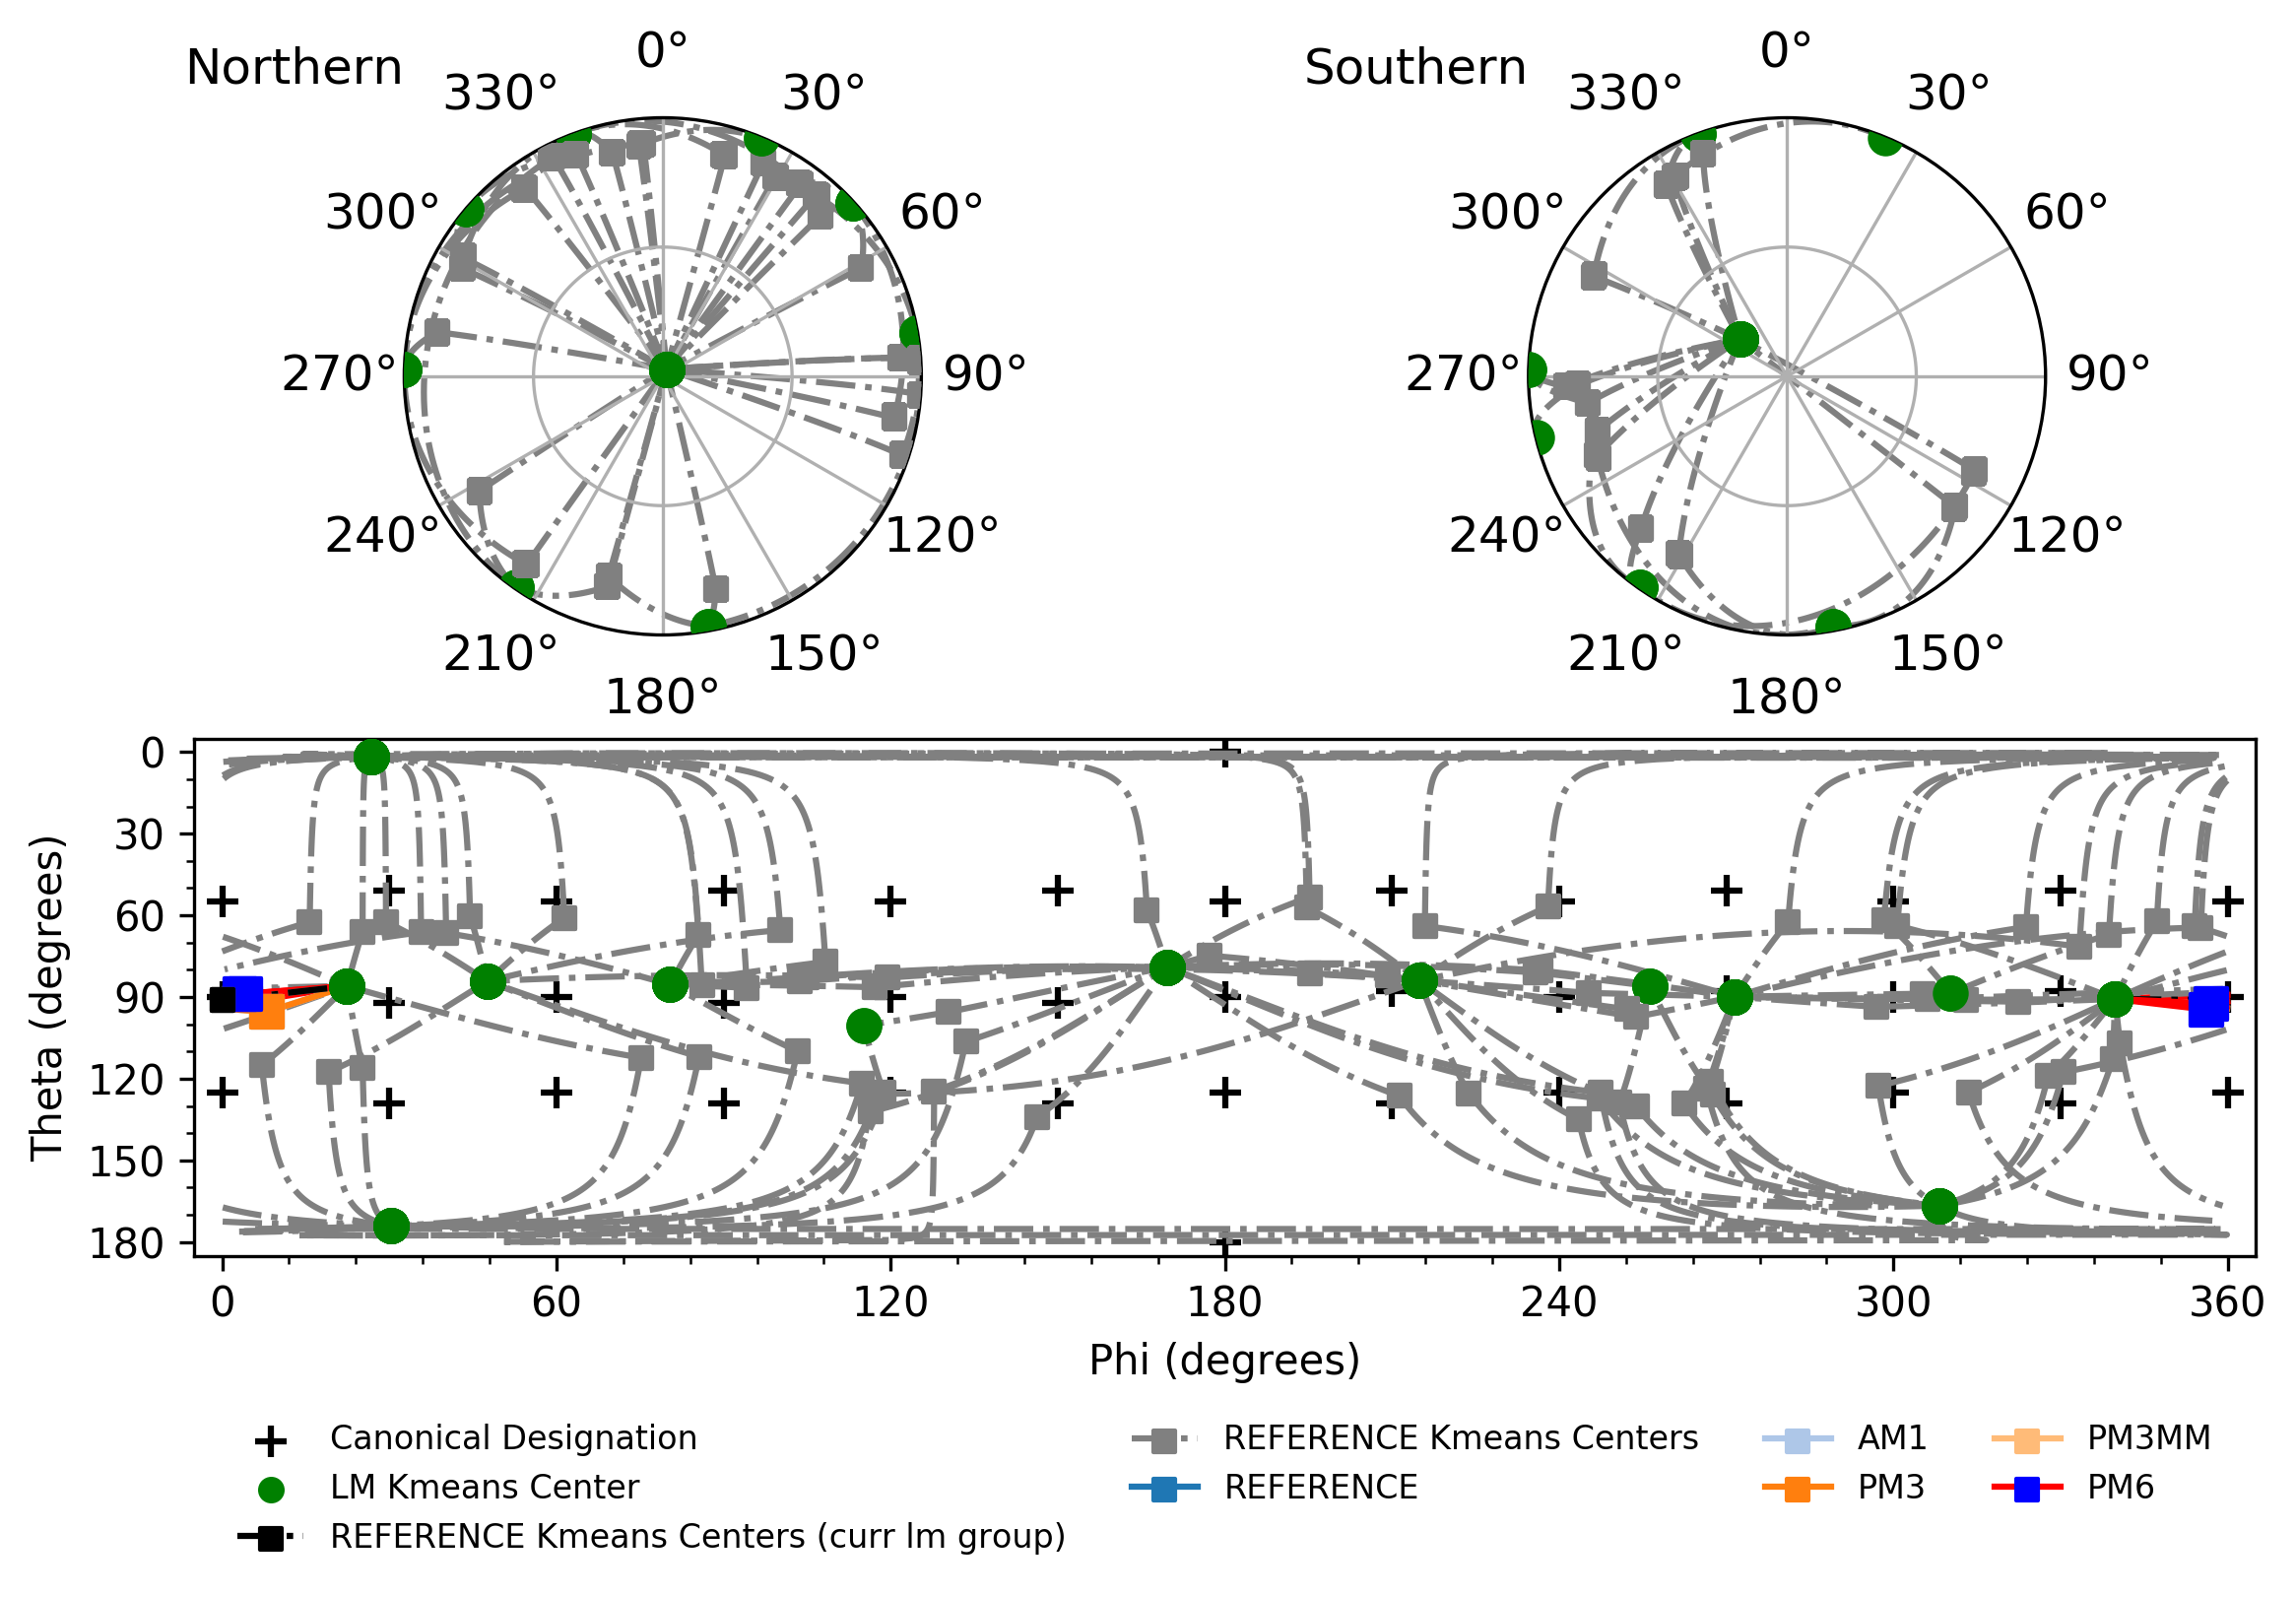 Northern
0°
30°
60°
90°
120°
150°
180°
210°
240°
270°
300°
330°
Southern
0°
30°
60°
90°
120°
150°
180°
210°
240°
270°
300°
330°
Theta (degrees)
0
30
60
90
120
150
180
0 60 120 180 240 300 360
Phi (degrees)
Canonical Designation
LM Kmeans Center
REFERENCE Kmeans Centers (curr lm group)
REFERENCE Kmeans Centers
REFERENCE
AM1
PM3
PM3MM
PM6